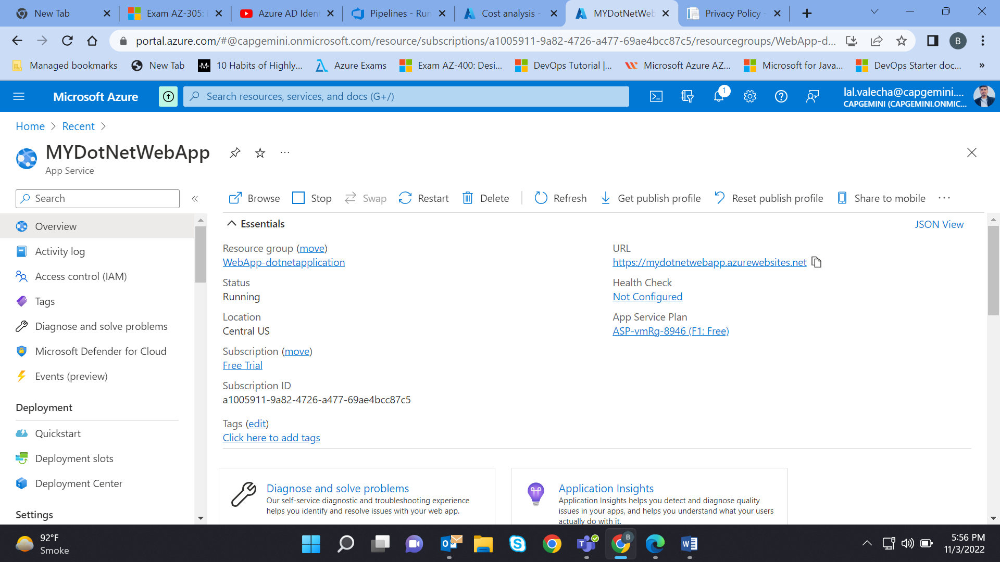 New Tab
Exam AZ-305:
Azure AD Iden
Pipelines - Run
Cost analysis -
MYDotNetWeb
Privacy Policy -
portal.azure.com/#@capgemini.onmicrosoft.com/resource/subscriptions/a1005911-9a82-4726-a477-69ae4bcc87c5/resourcegroups/WebApp-d...
B
Managed bookmarks
New Tab
10 Habits of Highly...
Azure Exams
Exam AZ-400: Desi...
DevOps Tutorial |...
Microsoft Azure AZ...
Microsoft for Java...
DevOps Starter doc...
»
Microsoft Azure
Search resources, services, and docs (G+/)
1
lal.valecha@capgemini....
CAPGEMINI (CAPGEMINI.ONMIC...
Home > Recent >
MYDotNetWebApp
App Service
Search
Browse
Stop
Swap
Restart
Delete
Refresh
Get publish profile
Reset publish profile
Share to mobile
Overview
Activity log
Access control (IAM)
Tags
Diagnose and solve problems
Microsoft Defender for Cloud
Events (preview)
Deployment
Quickstart
Deployment slots
Deployment Center
Settings
Essentials
JSON View
Resource group (move)
WebApp-dotnetapplication
Status
Running
Location
Central US
Subscription (move)
Free Trial
Subscription ID
a1005911-9a82-4726-a477-69ae4bcc87c5
Tags (edit)
Click here to add tags
URL
https://mydotnetwebapp.azurewebsites.net
Health Check
Not Configured
App Service Plan
ASP-vmRg-8946 (F1: Free)
Diagnose and solve problems
Our self-service diagnostic and troubleshooting experience
helps you identify and resolve issues with your web app.
Application Insights
Application Insights helps you detect and diagnose quality
issues in your apps, and helps you understand what your users
actually do with it.
92°F
Smoke
5:56 PM
11/3/2022